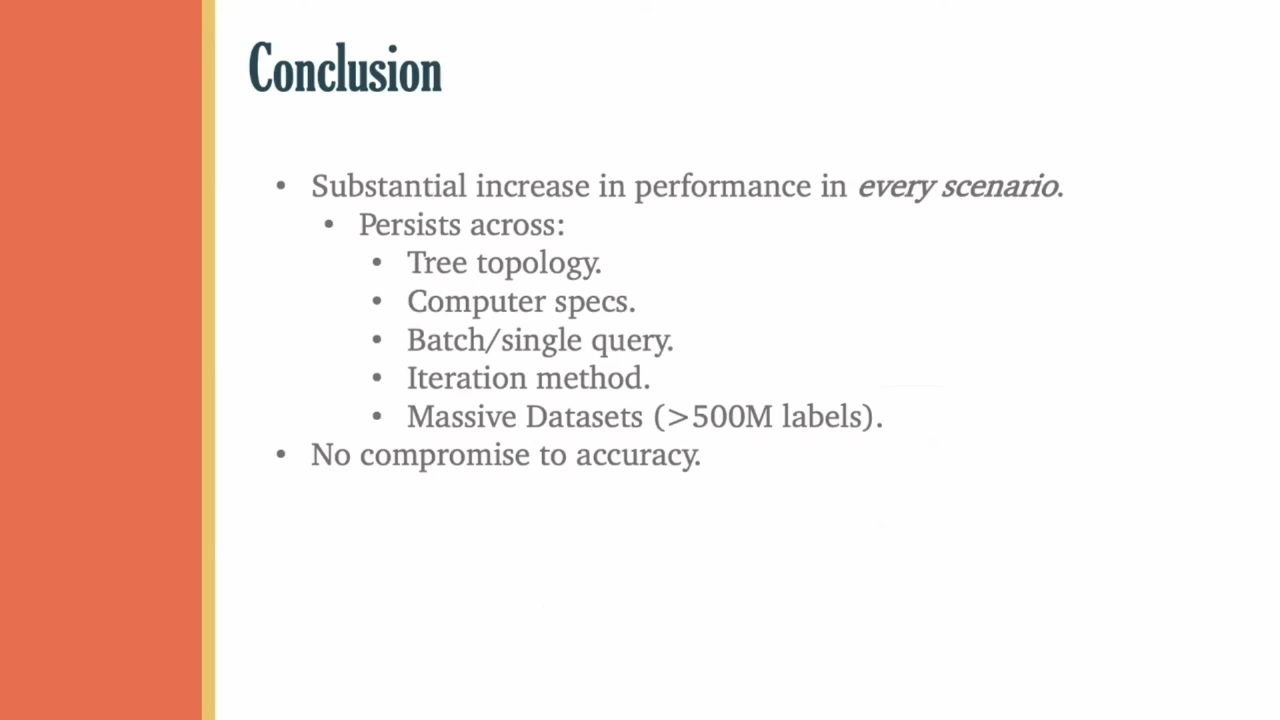 Conclusion
• Substantial increase in performance in every scenario.
• Persists across:
• Tree topology.
• Computer specs.
• Batch/single query.
• Iteration method.
• Massive Datasets (>500M labels).
• No compromise to accuracy.